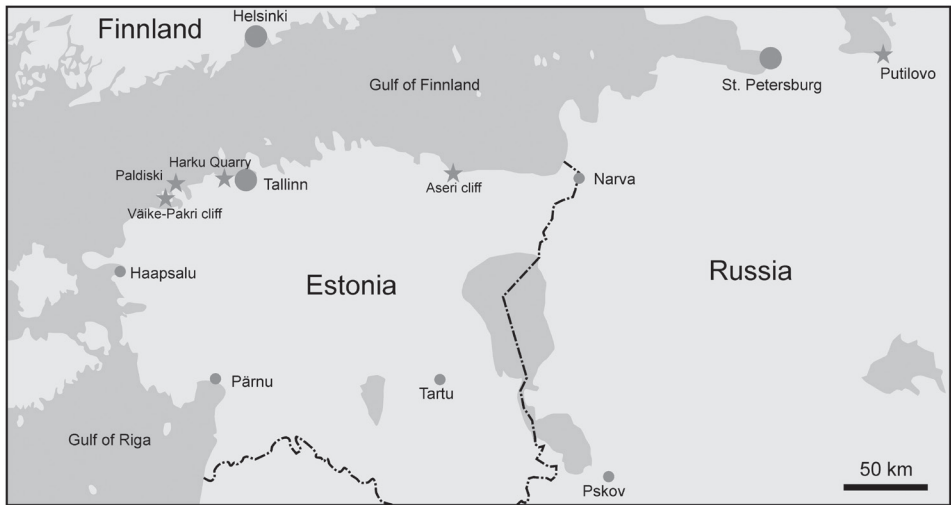 Finland
Helsinki
Gulf of Finland
St. Petersburg
Putilovo
Harku Quarry
Paldiski
Tallinn
Väike-Pakri cliff
Aseri cliff
Narva
Haapsalu
Estonia
Russia
Pärnu
Tartu
Gulf of Riga
Pskov
50 km